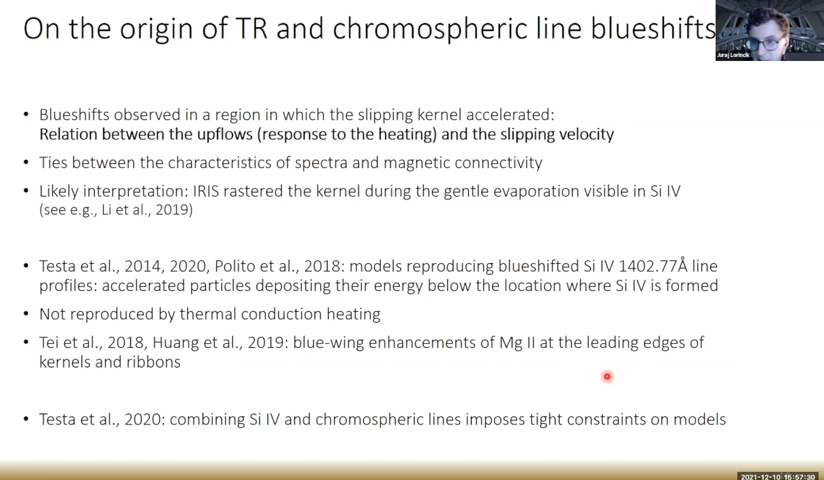 On the origin of TR and chromospheric line blueshifts
Juraj Lorincik
• Blueshifts observed in a region in which the slipping kernel accelerated:
Relation between the upflows (response to the heating) and the slipping velocity
• Ties between the characteristics of spectra and magnetic connectivity
• Likely interpretation: IRIS rastered the kernel during the gentle evaporation visible in Si IV
(see e.g., Li et al., 2019)
• Testa et al., 2014, 2020, Polito et al., 2018: models reproducing blueshifted Si IV 1402.77Å line
profiles: accelerated particles depositing their energy below the location where Si IV is formed
• Not reproduced by thermal conduction heating
• Tei et al., 2018, Huang et al., 2019: blue-wing enhancements of Mg II at the leading edges of
kernels and ribbons
• Testa et al., 2020: combining Si IV and chromospheric lines imposes tight constraints on models
2021-12-10 15:57:30